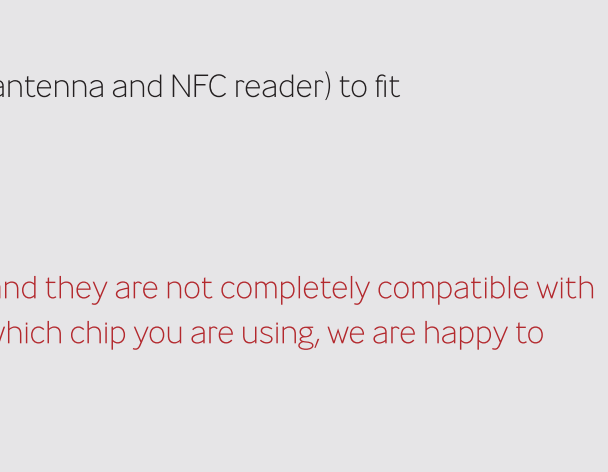 antenna and NFC reader) to fit
and they are not completely compatible with
which chip you are using, we are happy to